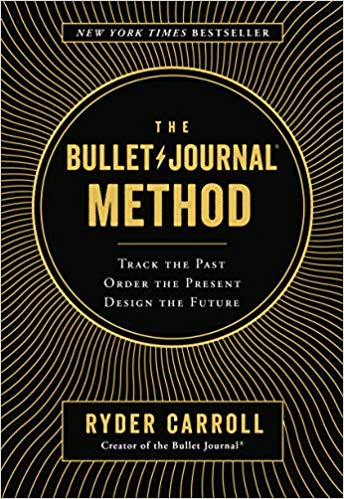 NEW YORK TIMES BESTSELLER
THE
BULLET JOURNAL®
METHOD
TRACK THE PAST
ORDER THE PRESENT
DESIGN THE FUTURE
RYDER CARROLL
Creator of the Bullet Journal®